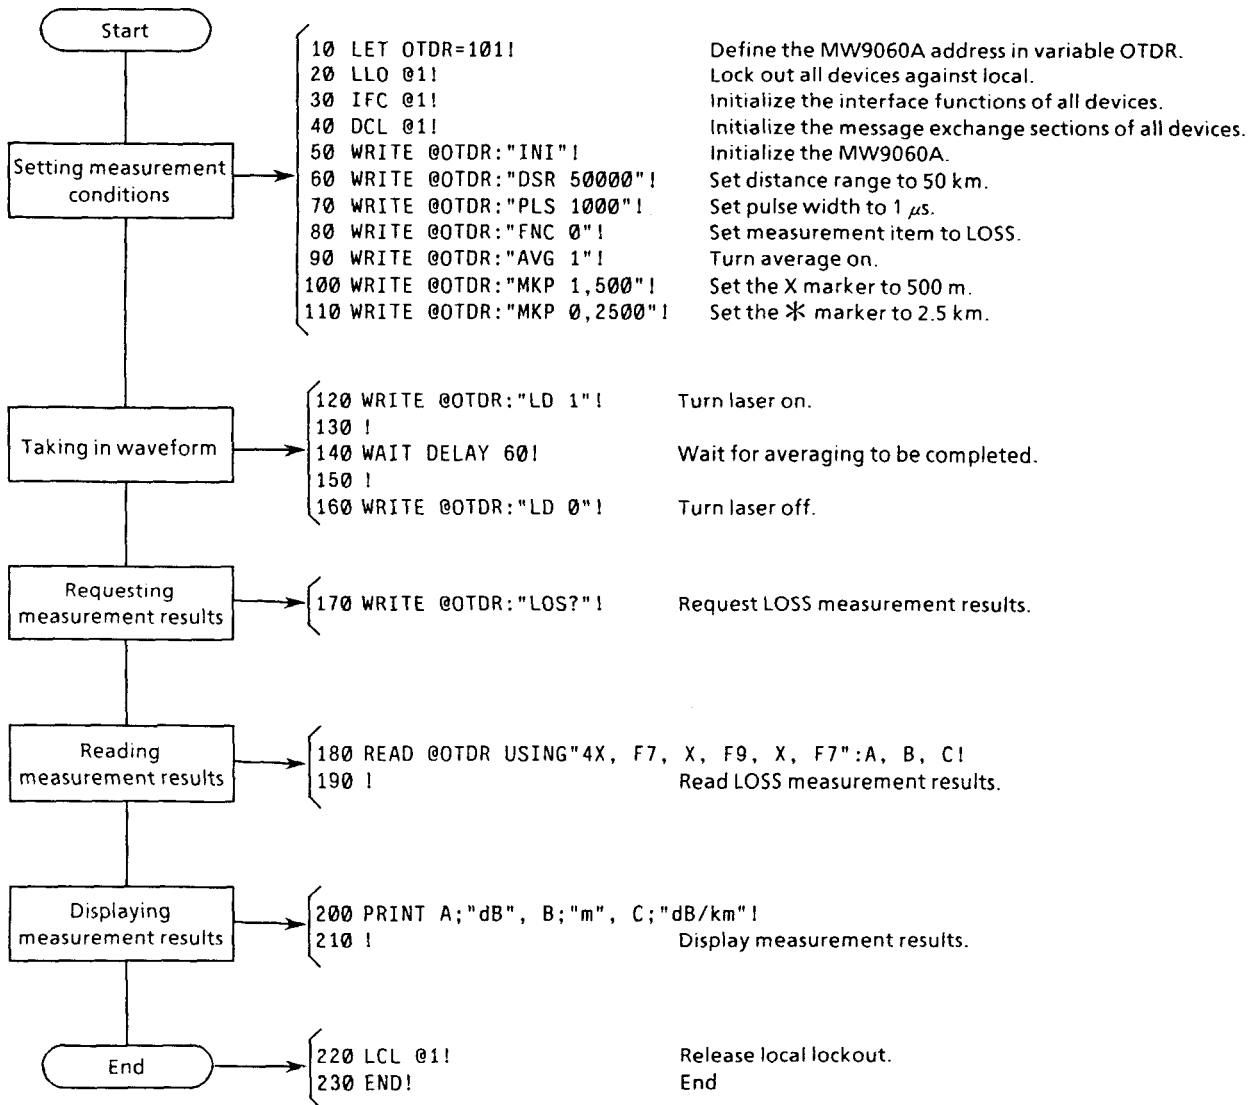 Start
10 LET OTDR=101! Define the MW9060A address in variable OTDR.
20 LLO @1! Lock out all devices against local.
30 IFC @1! Initialize the interface functions of all devices.
40 DCL @1! Initialize the message exchange sections of all devices.
Setting measurement
conditions
50 WRITE @OTDR:"INI"! Initialize the MW9060A.
60 WRITE @OTDR:"DSR 50000"! Set distance range to 50 km.
70 WRITE @OTDR:"PLS 1000"! Set pulse width to 1 μs.
80 WRITE @OTDR:"FNC 0"! Set measurement item to LOSS.
90 WRITE @OTDR:"AVG 1"! Turn average on.
100 WRITE @OTDR:"MKP 1,500"! Set the X marker to 500 m.
110 WRITE @OTDR:"MKP 0,2500"! Set the * marker to 2.5 km.
Taking in waveform
120 WRITE @OTDR:"LD 1"! Turn laser on.
130 !
140 WAIT DELAY 60! Wait for averaging to be completed.
150 !
160 WRITE @OTDR:"LD 0"! Turn laser off.
Requesting
measurement results
170 WRITE @OTDR:"LOS?"! Request LOSS measurement results.
Reading
measurement results
180 READ @OTDR USING"4X, F7, X, F9, X, F7":A, B, C!
190 ! Read LOSS measurement results.
Displaying
measurement results
200 PRINT A;"dB", B;"m", C;"dB/km"!
210 ! Display measurement results.
End
220 LCL @1! Release local lockout.
230 END! End